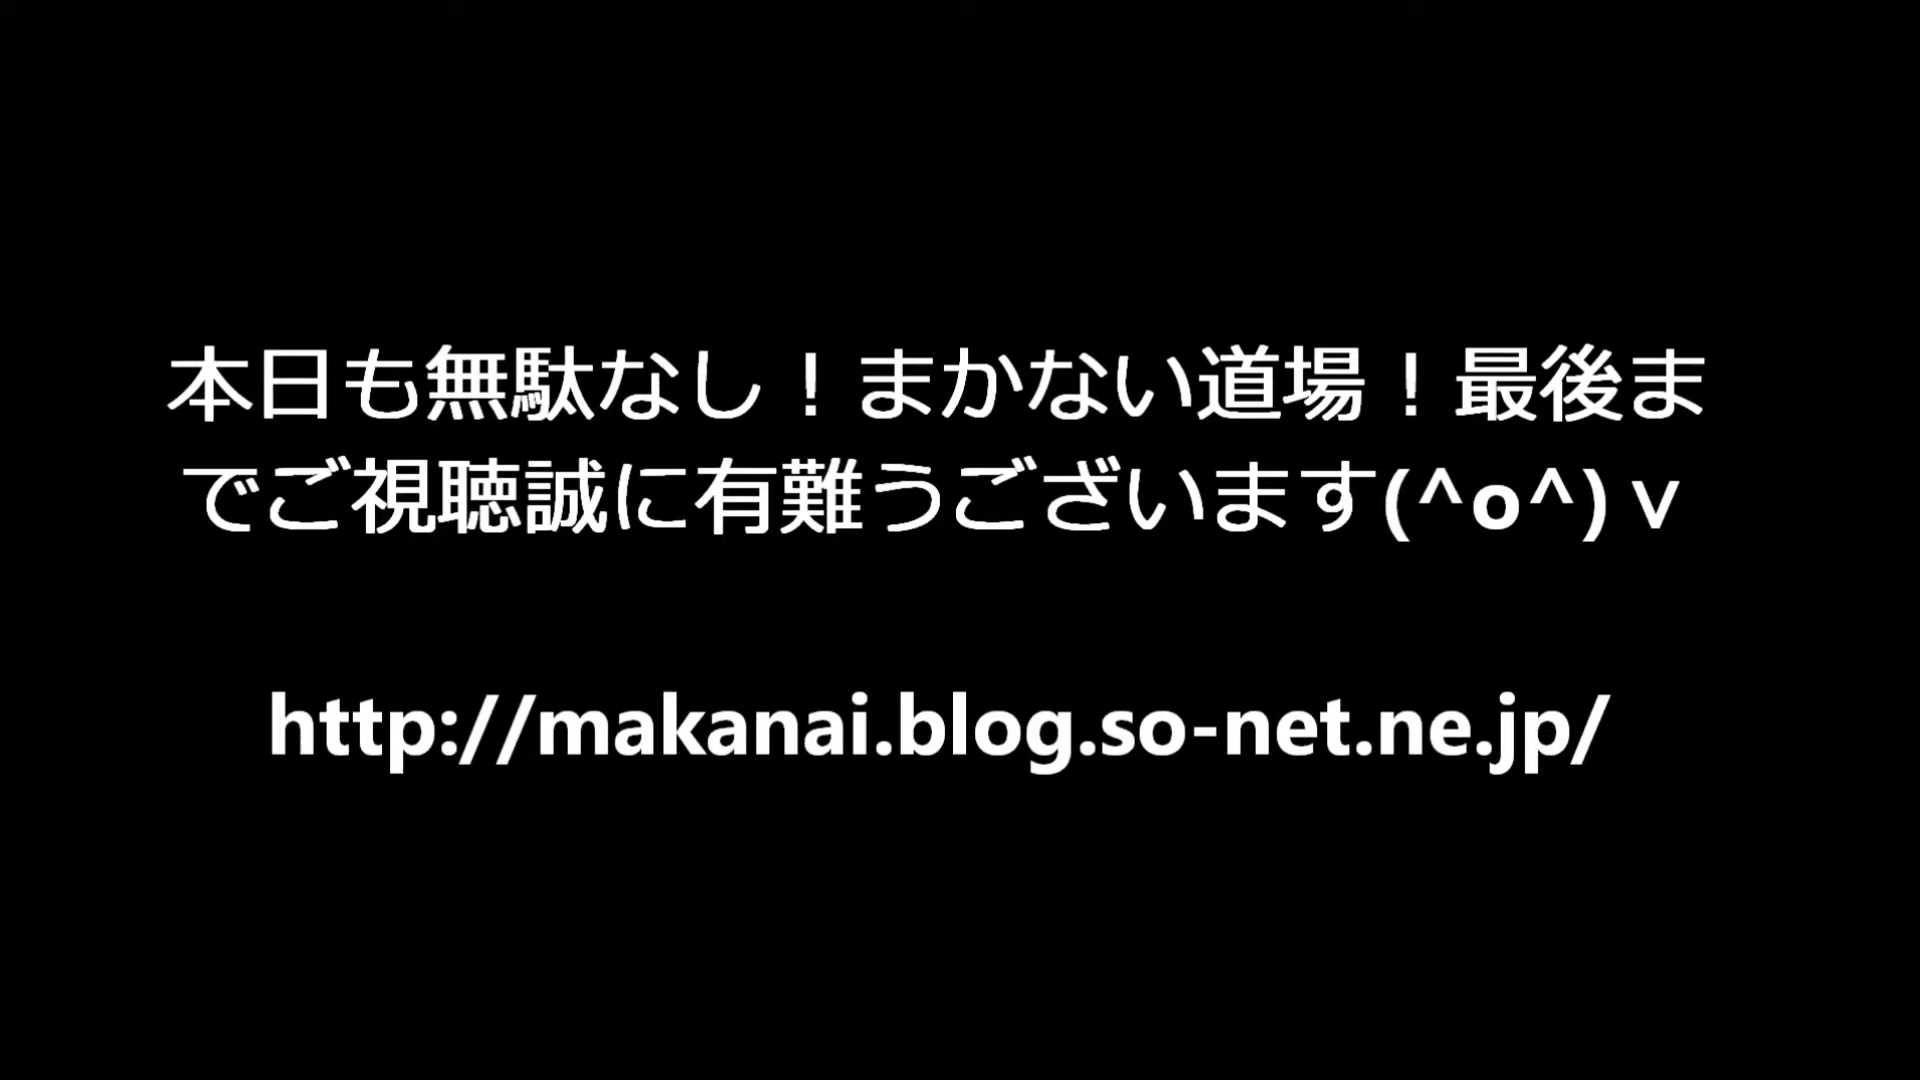 本日も無駄なし！まかない道場！最後ま
でご視聴誠に有難うございます(^o^)ｖ
http://makanai.blog.so-net.ne.jp/